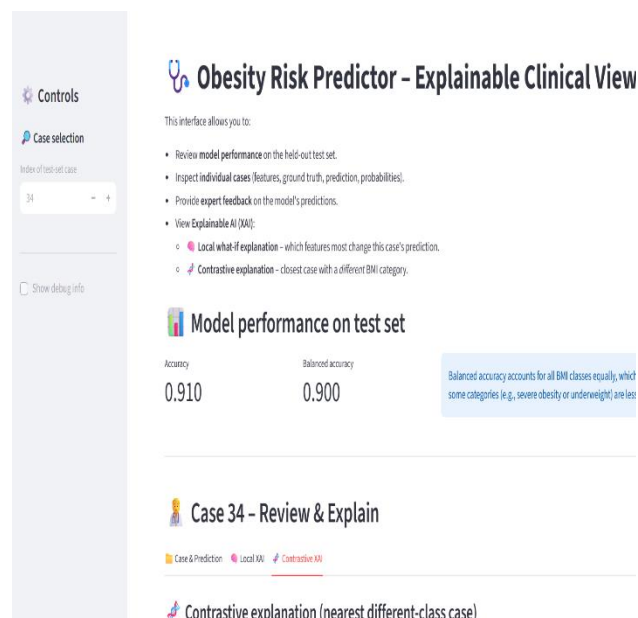 Controls
Case selection
Index of test-set case
34
Show debug info
Obesity Risk Predictor – Explainable Clinical View
This interface allows you to:
• Review model performance on the held-out test set.
• Inspect individual cases (features, ground truth, prediction, probabilities).
• Provide expert feedback on the model's predictions.
• View Explainable AI (XAI):
Local what-if explanation – which features most change this case's prediction.
Contrastive explanation – closest case with a different BMI category.
Model performance on test set
Accuracy
Balanced accuracy
0.910
0.900
Balanced accuracy accounts for all BMI classes equally, which
some categories (e.g., severe obesity or underweight) are less
Case 34 – Review & Explain
Case & Prediction Local XAI Contrastive XAI
Contrastive explanation (nearest different-class case)